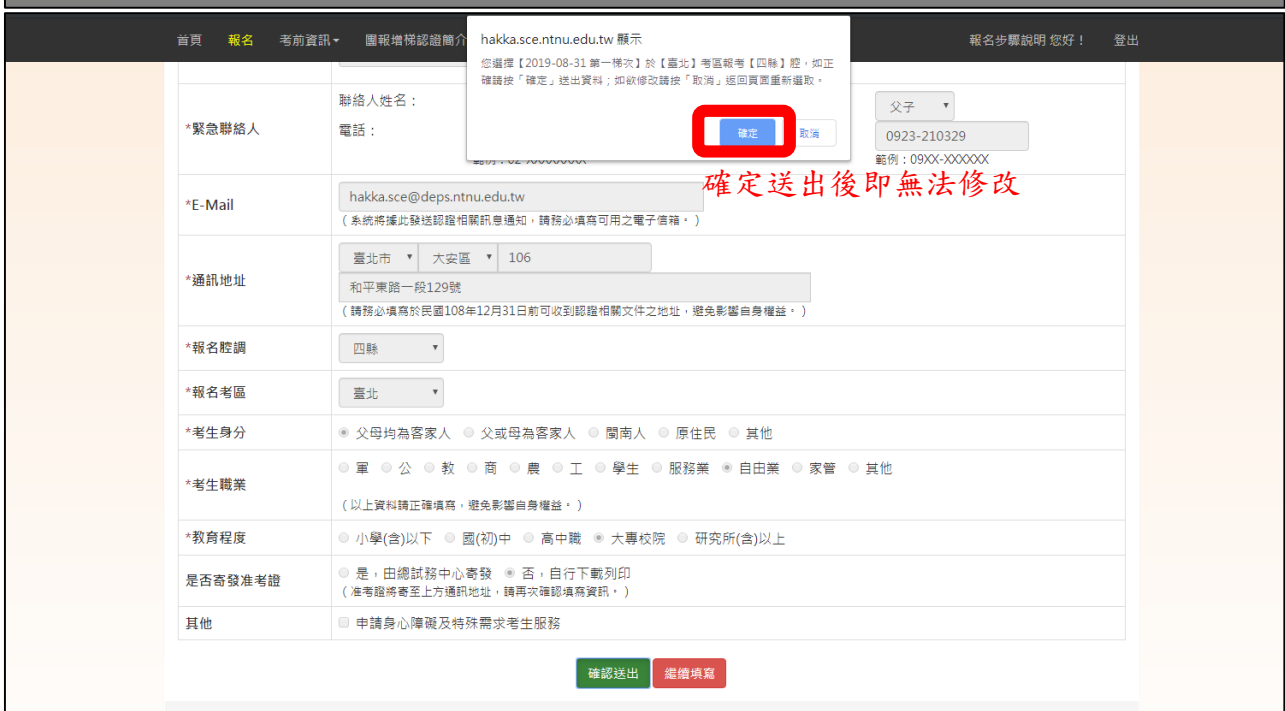 首頁 報名 考前資訊 團報增梯認證簡介 報名步驟說明 您好！ 登出
hakka.sce.ntnu.edu.tw 顯示
您選擇【2019-08-31 第一梯次】於【臺北】考區報考【四縣】腔，如正
確請按「確定」送出資料；如欲修改請按「取消」返回頁面重新選取。
確定 取消
*緊急聯絡人
聯絡人姓名： 父子
電話： 0923-210329
範例：02-XXXXXXXX 範例：09XX-XXXXXX
確定送出後即無法修改
*E-Mail hakka.sce@deps.ntnu.edu.tw
（系統將據此發送認證相關訊息通知，請務必填寫可用之電子信箱。）
*通訊地址
臺北市 大安區 106
和平東路一段129號
（請務必填寫於民國108年12月31日前可收到認證相關文件之地址，避免影響自身權益。）
*報名腔調 四縣
*報名考區 臺北
*考生身分 父母均為客家人 父或母為客家人 閩南人 原住民 其他
*考生職業
軍 公 教 商 農 工 學生 服務業 自由業 家管 其他
（以上資料請正確填寫，避免影響自身權益。）
*教育程度 小學(含)以下 國(初)中 高中職 大專校院 研究所(含)以上
是否寄發准考證
是，由總試務中心寄發 否，自行下載列印
（准考證將寄至上方通訊地址，請再次確認填寫資訊。）
其他 申請身心障礙及特殊需求考生服務
確認送出 繼續填寫